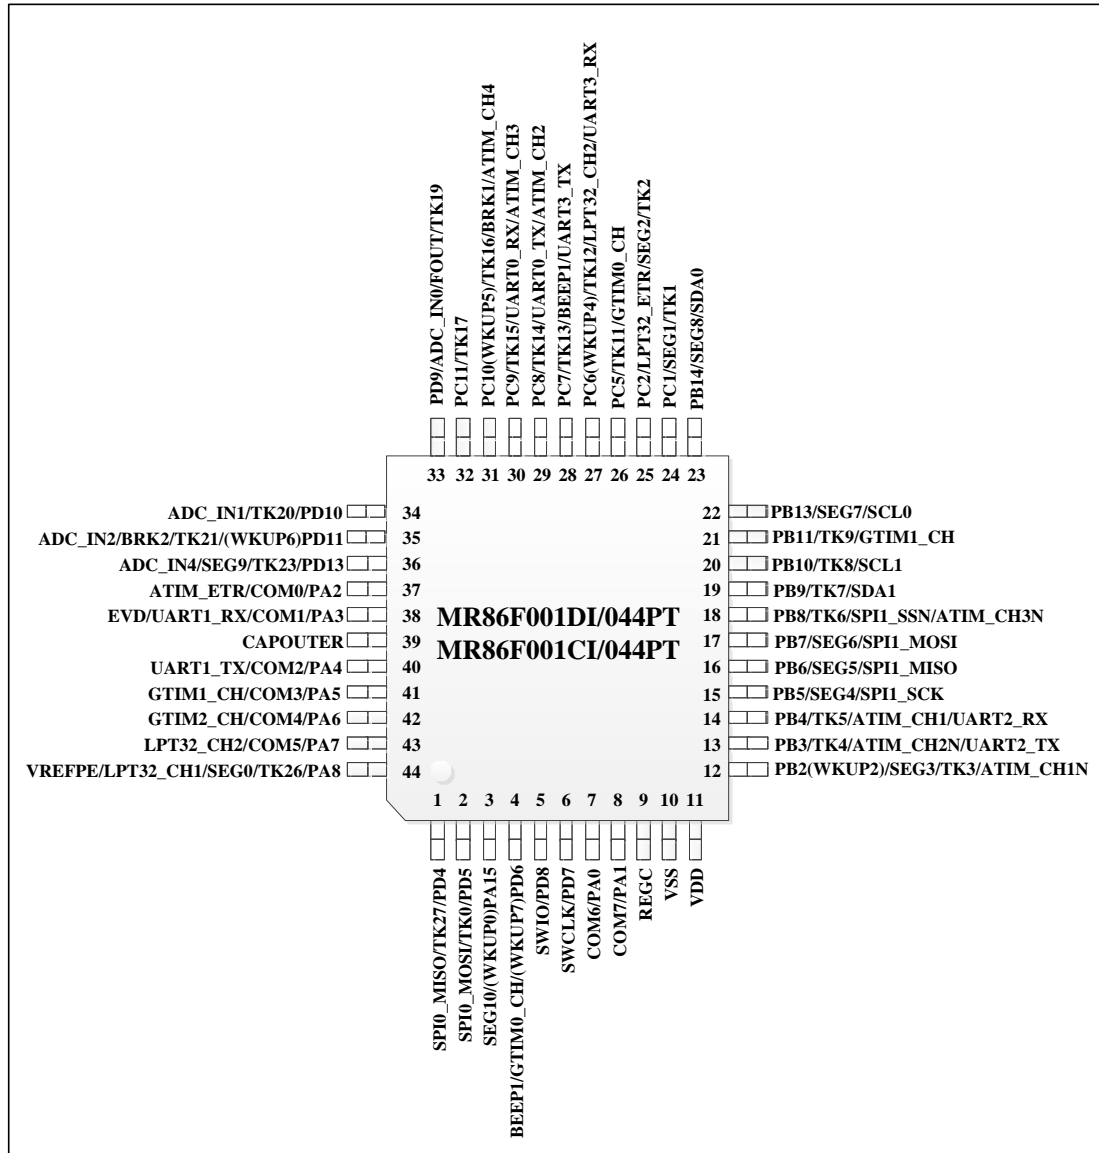 PD9/ADC_IN0/FOUT/TK19
PC11/TK17
PC10(WKUP5)/TK16/BRK1/ATIM_CH4
PC9/TK15/UART0_RX/ATIM_CH3
PC8/TK14/UART0_TX/ATIM_CH2
PC7/TK13/BEEP1/UART3_TX
PC6(WKUP4)/TK12/LPT32_CH2/UART3_RX
PC5/TK11/GTIM0_CH
PC2/LPT32_ETR/SEG2/TK2
PC1/SEG1/TK1
PB14/SEG8/SDA0
33 32 31 30 29 28 27 26 25 24 23
ADC_IN1/TK20/PD10 34
ADC_IN2/BRK2/TK21/(WKUP6)PD11 35
ADC_IN4/SEG9/TK23/PD13 36
ATIM_ETR/COM0/PA2 37
EVD/UART1_RX/COM1/PA3 38
CAPOUTER 39
UART1_TX/COM2/PA4 40
GTIM1_CH/COM3/PA5 41
GTIM2_CH/COM4/PA6 42
LPT32_CH2/COM5/PA7 43
VREFPE/LPT32_CH1/SEG0/TK26/PA8 44
MR86F001DI/044PT
MR86F001CI/044PT
22 PB13/SEG7/SCL0
21 PB11/TK9/GTIM1_CH
20 PB10/TK8/SCL1
19 PB9/TK7/SDA1
18 PB8/TK6/SPI1_SSN/ATIM_CH3N
17 PB7/SEG6/SPI1_MOSI
16 PB6/SEG5/SPI1_MISO
15 PB5/SEG4/SPI1_SCK
14 PB4/TK5/ATIM_CH1/UART2_RX
13 PB3/TK4/ATIM_CH2N/UART2_TX
12 PB2(WKUP2)/SEG3/TK3/ATIM_CH1N
1 2 3 4 5 6 7 8 9 10 11
SPI0_MISO/TK27/PD4
SPI0_MOSI/TK0/PD5
SEG10/(WKUP0)PA15
BEEP1/GTIM0_CH/(WKUP7)PD6
SWIO/PD8
SWCLK/PD7
COM6/PA0
COM7/PA1
REGC
VSS
VDD